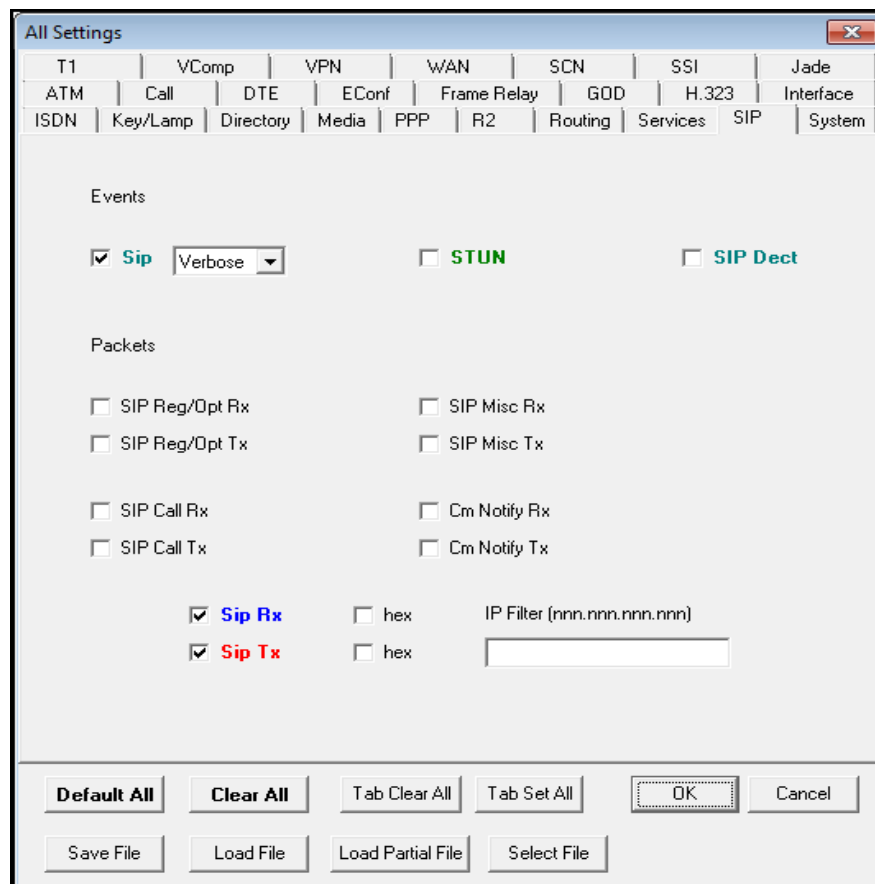 All Settings
T1 VComp VPN WAN SCN SSI Jade
ATM Call DTE EConf Frame Relay GOD H.323 Interface
ISDN Key/Lamp Directory Media PPP R2 Routing Services SIP System
Events
Sip Verbose STUN SIP Dect
Packets
SIP Reg/Opt Rx SIP Misc Rx
SIP Reg/Opt Tx SIP Misc Tx
SIP Call Rx Cm Notify Rx
SIP Call Tx Cm Notify Tx
Sip Rx hex IP Filter (nnn.nnn.nnn.nnn)
Sip Tx hex
Default All Clear All Tab Clear All Tab Set All OK Cancel
Save File Load File Load Partial File Select File